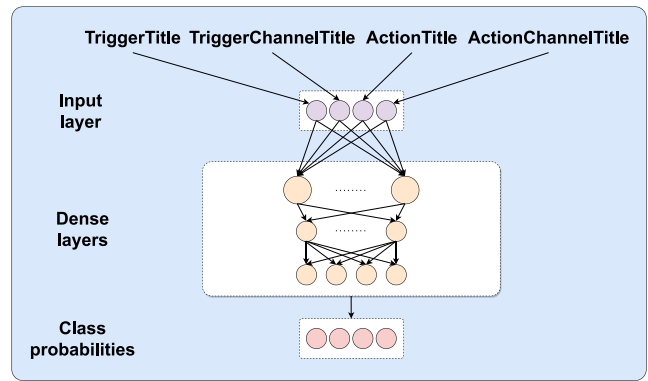 TriggerTitle TriggerChannelTitle ActionTitle ActionChannelTitle
Input
layer
........
Dense
layers
........
Class
probabilities